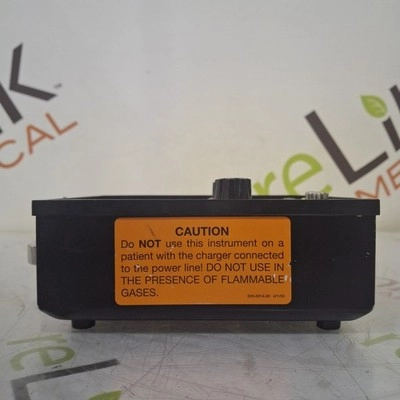 CAUTION
Do NOT use this instrument on a
patient with the charger connected
to the power line! DO NOT USE IN
THE PRESENCE OF FLAMMABLE
GASES.